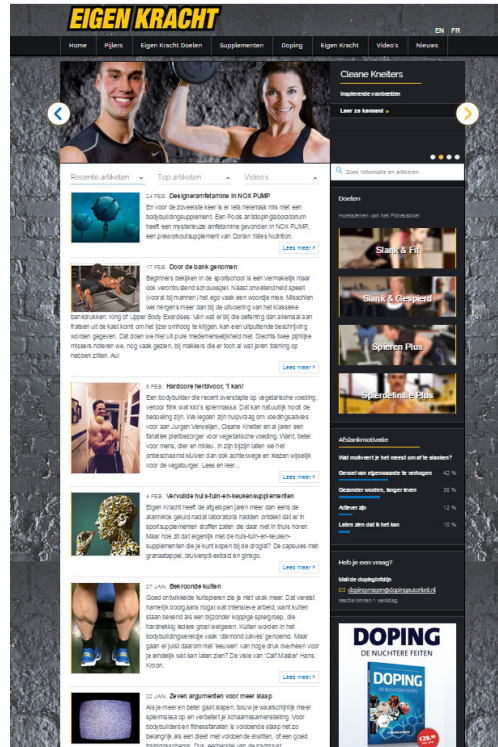 EIGEN KRACHT
EN FR
Home Pijlers Eigen Kracht Doelen Supplementen Doping Eigen Kracht Video's Nieuws
Cleane Kneiters
Inspirerende voorbeelden
Leer ze kennen! »
Recente artikelen Top artikelen Video's
Zoek informatie en artikelen
24 FEB. Designeramfetamine in NOX PUMP
En voor de zoveelste keer is er iets helemaal mis met een
bodybuildingsupplement. Een Pools antidopinglaboratorium
heeft een mysterieuze amfetamine gevonden in NOX PUMP,
een preworkoutsupplement van Dorian Yates Nutrition.
Lees meer
17 FEB. Door de bank genomen
Beginners bekijken in de sportschool is een vermakelijk maar
ook verontrustend schouwspel. Naast onwetendheid speelt
(vooral bij mannen) het ego vaak een woordje mee. Misschien
wel nergens meer dan bij de uitvoering van het klassieke
bankdrukken: King of Upper Body Exercises. Van wat er bij die oefening dan allemaal aan
fratsen uit de kast komt om het ijzer omhoog te krijgen, kan een uitputtende beschrijving
worden gegeven. Dat doen we hier uit pure medemenselijkheid niet. Slechts twee pijnlijke
missers noteren we, nog vaak gezien, bij makkers die er toch al wat jaren training op
hebben zitten. Au!
Lees meer
9 FEB. Hardcore herbivoor, 't kan!
Een bodybuilder die recent overstapte op vegetarische voeding,
verloor flink wat kilo's spiermassa. Dat kan natuurlijk nooit de
bedoeling zijn. We legden zijn hulpvraag om voedingsadvies
voor aan Jurgen Verweijen, Cleane Kneiter en al jaren een
fanatiek pleitbezorger voor vegetarische voeding. Want, beter
voor mens, dier en milieu. In zijn bijzijn laten we het
onbeschaamd kluiven dan ook achterwege en kiezen wijselijk
voor de vegaburger. Lees en leer...
Lees meer
4 FEB. Vervuilde huis-tuin-en-keukensupplementen
Eigen Kracht heeft de afgelopen jaren meer dan eens de
alarmklok geluid nadat laboratoria hadden ontdekt dat er in
sportsupplementen stoffen zaten die daar niet in thuis horen.
Maar hoe zit dat eigenlijk met de huis-tuin-en-keuken-
supplementen die je kunt kopen bij de drogist? De capsules met
granaatappel, druivenpit-extract en ginkgo.
Lees meer
27 JAN. Bekroonde kuiten
Goed ontwikkelde kuitspieren zie je niet vaak meer. Dat vereist
namelijk doorgaans nogal wat intensieve arbeid, want kuiten
staan bekend als een bijzonder koppige spiergroep, die
hardnekkig iedere groei weigeren. Kuiten worden in het
bodybuildingwereldje vaak 'diamond calves' genoemd. Maar
gaan er juist daarom niet "eeuwen" van hoge druk overheen voor
je eindelijk wat kan laten zien? De visie van 'Calf Master' Hans
Kroon.
Lees meer
22 JAN. Zeven argumenten voor meer slaap
Als je meer en beter gaat slapen, bouw je waarschijnlijk meer
spiermassa op en verbetert je lichaamssamenstelling. Voor
bodybuilders en fitnessfanaten is voldoende slaap net zo
belangrijk als een dieet met voldoende eiwitten, of een goed
Doelen
Hoekstenen van het Fitnessdoel
Slank & Fit
Slank & Gespierd
Spieren Plus
Spierdefinitie Plus
Afslankmotivatie
Wat motiveert je het meest om af te slanken?
Gevoel van eigenwaarde te verhogen 42 %
Gezonder worden, langer leven 35 %
Actiever zijn 12 %
Laten zien dat ik het kan 10 %
Heb je een vraag?
Mail de dopinginfolijn
dopingvragen@dopingautoriteit.nl
reactie binnen 1 werkdag
DOPING
DE NUCHTERE FEITEN
DOPING
DE NUCHTERE FEITEN